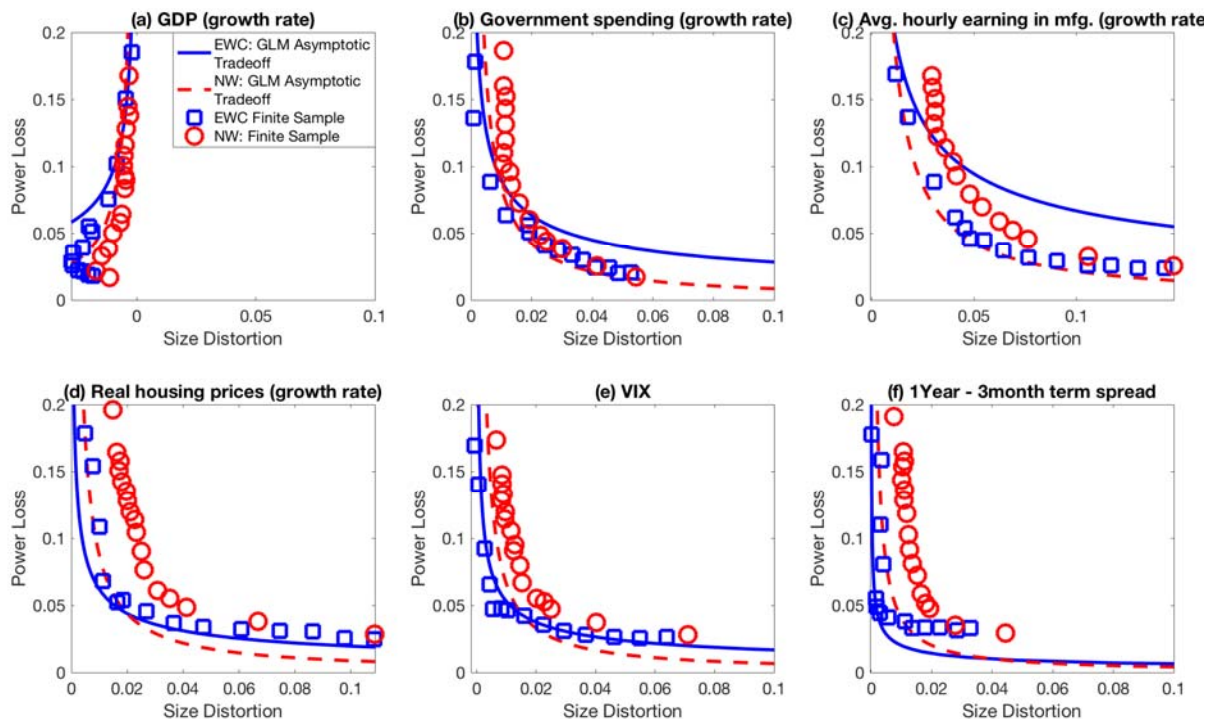 (a) GDP (growth rate)
0.2
0.15
0.1
0.05
0
Power Loss
0
0.05
0.1
Size Distortion
EWC: GLM Asymptotic
Tradeoff
NW: GLM Asymptotic
Tradeoff
EWC Finite Sample
NW: Finite Sample
(b) Government spending (growth rate)
0.2
0.15
0.1
0.05
0
Power Loss
0
0.02
0.04
0.06
0.08
0.1
Size Distortion
(c) Avg. hourly earning in mfg. (growth rate
0.2
0.15
0.1
0.05
0
Power Loss
0
0.05
0.1
Size Distortion
(d) Real housing prices (growth rate)
0.2
0.15
0.1
0.05
0
Power Loss
0
0.02
0.04
0.06
0.08
0.1
Size Distortion
(e) VIX
0.2
0.15
0.1
0.05
0
Power Loss
0
0.02
0.04
0.06
0.08
0.1
Size Distortion
(f) 1Year - 3month term spread
0.2
0.15
0.1
0.05
0
Power Loss
0
0.02
0.04
0.06
0.08
0.1
Size Distortion